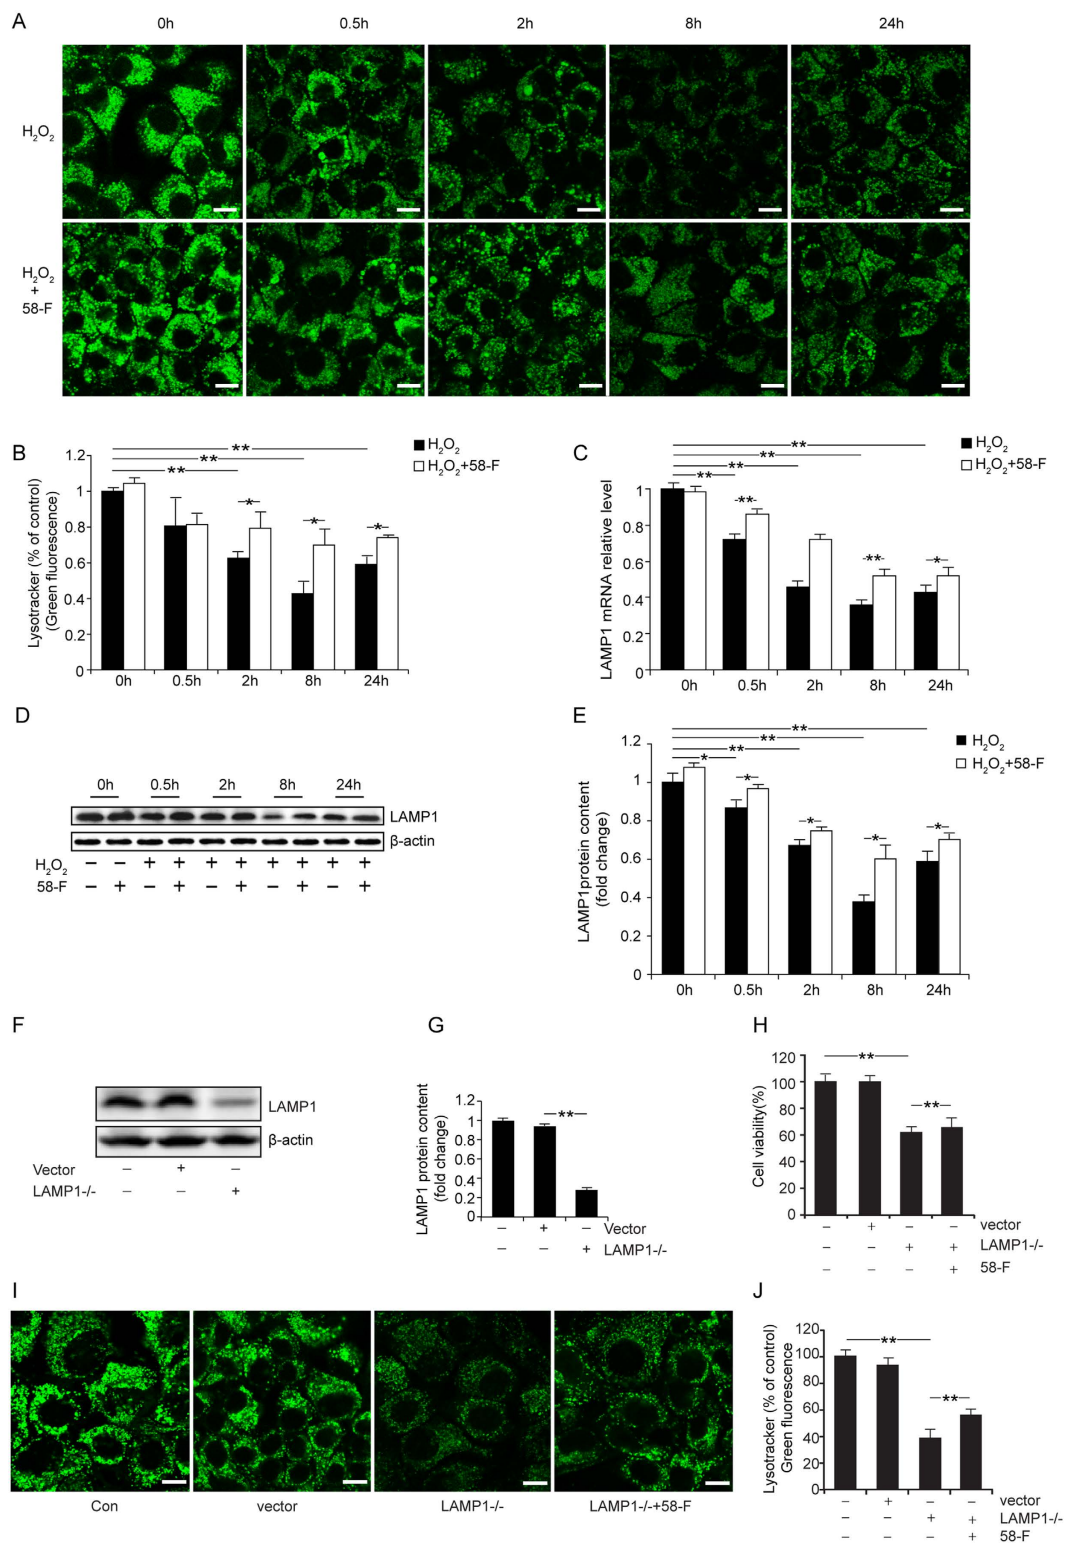 A
0h 0.5h 2h 8h 24h
H2O2
H2O2
+
58-F
B
Lysotracker (% of control)
(Green fluorescence)
1.2
1
0.8
0.6
0.4
0.2
0
** ** ** * * *
0h 0.5h 2h 8h 24h
H2O2
H2O2+58-F
C
LAMP1 mRNA relative level
1
0.8
0.6
0.4
0.2
0
** ** ** ** ** ** *
0h 0.5h 2h 8h 24h
H2O2
H2O2+58-F
D
0h 0.5h 2h 8h 24h
LAMP1
β-actin
H2O2 – – + + + + + + + +
58-F – + – + – + – + – +
E
LAMP1protein content
(fold change)
1.2
1
0.8
0.6
0.4
0.2
0
** ** ** * * * * *
0h 0.5h 2h 8h 24h
H2O2
H2O2+58-F
F
LAMP1
β-actin
Vector – + –
LAMP1-/- – – +
G
LAMP1 protein content
(fold change)
1.2
1
0.8
0.6
0.4
0.2
0
**
– + – Vector
– – + LAMP1-/-
H
Cell viability(%)
120
100
80
60
40
20
0
** **
– + – – vector
– – + + LAMP1-/-
– – – + 58-F
I
Con vector LAMP1-/- LAMP1-/-+58-F
J
Lysotracker (% of control)
Green fluorescence
120
100
80
60
40
20
0
** **
– + – – vector
– – + + LAMP1-/-
– – – + 58-F